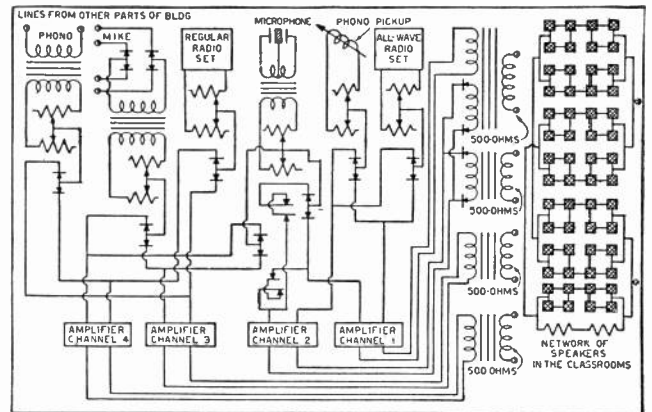 LINES FROM OTHER PARTS OF BLDG
PHONO
MIKE
REGULAR
RADIO
SET
MICROPHONE
PHONO PICKUP
ALL-WAVE
RADIO
SET
500-OHMS
500-OHMS
500-OHMS
500-OHMS
AMPLIFIER
CHANNEL 4
AMPLIFIER
CHANNEL 3
AMPLIFIER
CHANNEL 2
AMPLIFIER
CHANNEL 1
NETWORK OF
SPEAKERS
IN THE CLASSROOMS